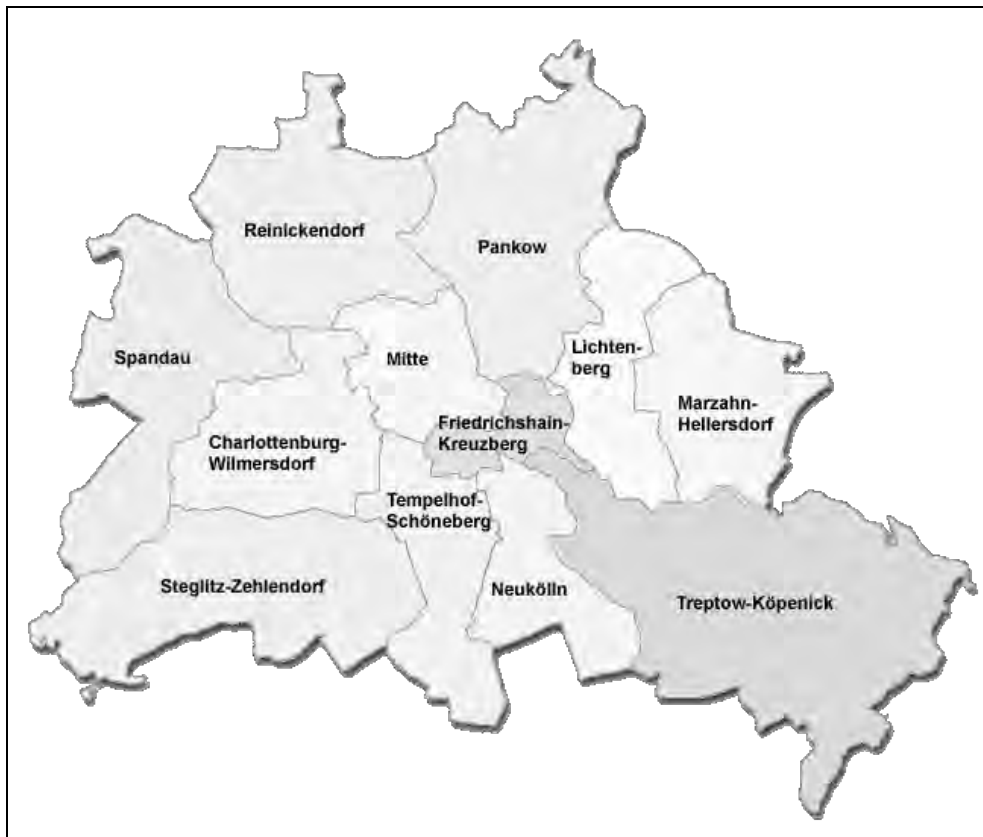 Reinickendorf
Pankow
Spandau
Mitte
Lichten-
berg
Marzahn-
Hellersdorf
Friedrichshain-
Kreuzberg
Charlottenburg-
Wilmersdorf
Tempelhof-
Schöneberg
Steglitz-Zehlendorf
Neukölln
Treptow-Köpenick